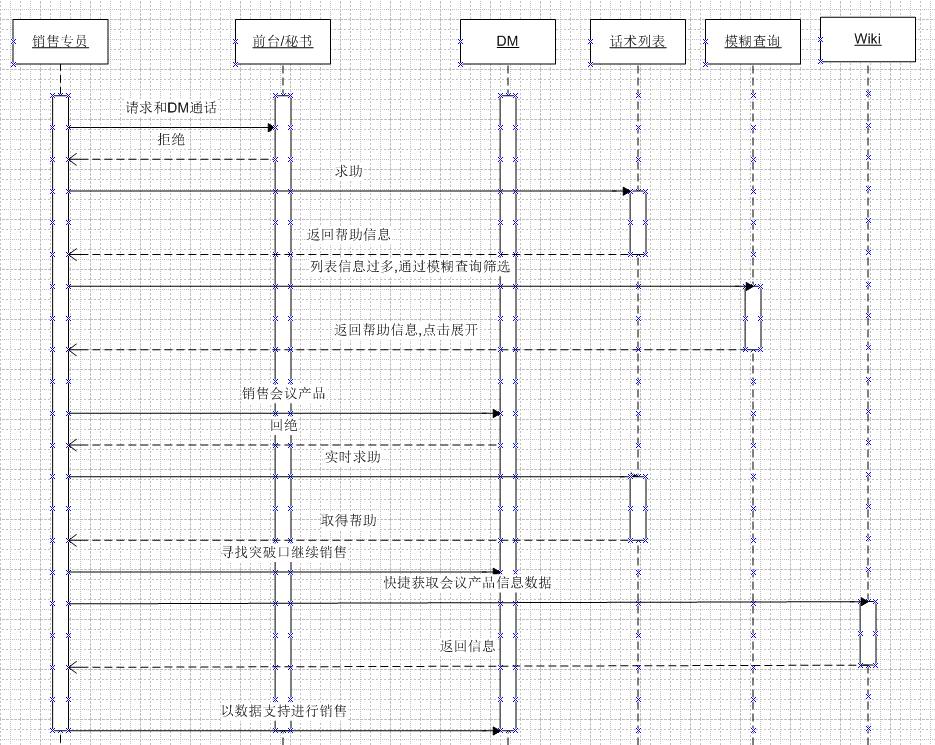 销售专员
前台/秘书
DM
话术列表
模糊查询
Wiki
请求和DM通话
拒绝
求助
返回帮助信息
列表信息过多,通过模糊查询筛选
返回帮助信息,点击展开
销售会议产品
回绝
实时求助
取得帮助
寻找突破口继续销售
快捷获取会议产品信息数据
返回信息
以数据支持进行销售